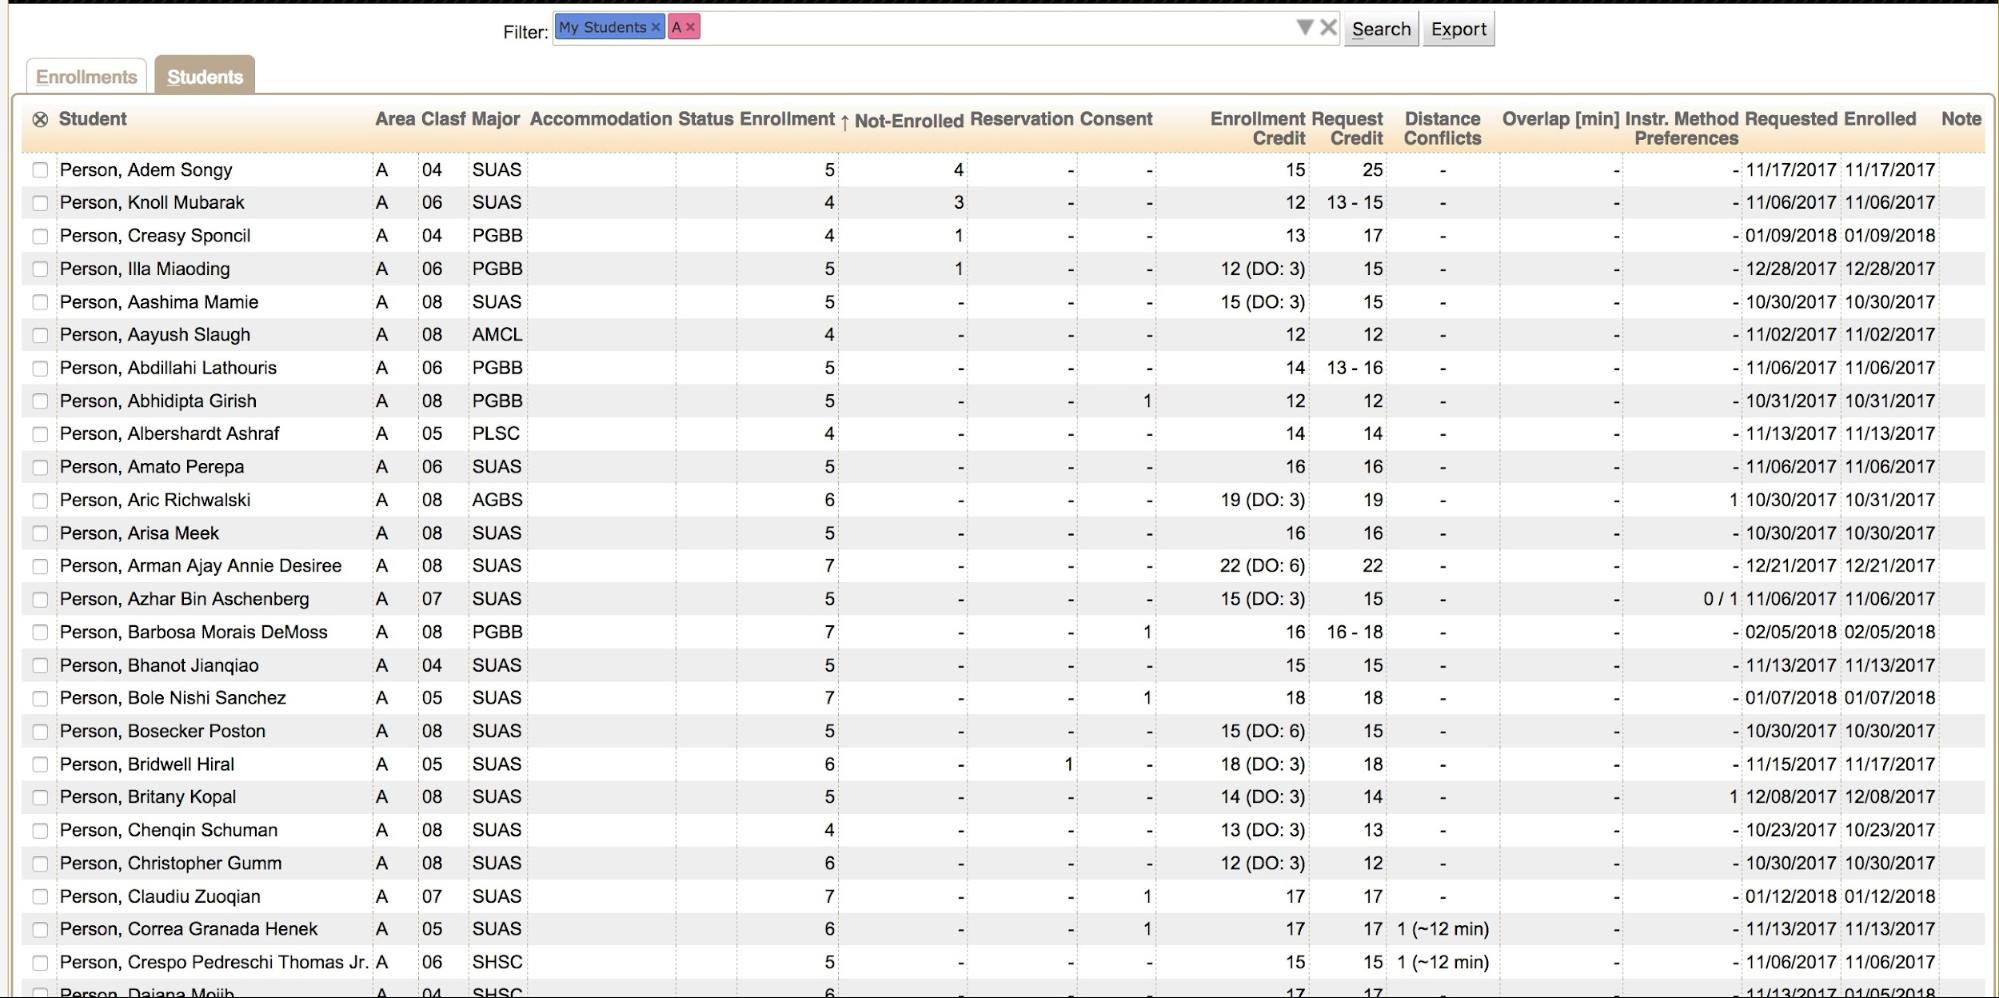 Filter: My Students × A × Search Export
Enrollments Students
Student Area Clasf Major Accommodation Status Enrollment ↑ Not-Enrolled Reservation Consent Enrollment Credit Request Credit Distance Conflicts Overlap [min] Instr. Method Preferences Requested Enrolled Note
Person, Adem Songy A 04 SUAS 5 4 - - 15 25 - - - 11/17/2017 11/17/2017
Person, Knoll Mubarak A 06 SUAS 4 3 - - 12 13 - 15 - - - 11/06/2017 11/06/2017
Person, Creasy Sponcil A 04 PGBB 4 1 - - 13 17 - - - 01/09/2018 01/09/2018
Person, Illa Miaoding A 06 PGBB 5 1 - - 12 (DO: 3) 15 - - - 12/28/2017 12/28/2017
Person, Aashima Mamie A 08 SUAS 5 - - - 15 (DO: 3) 15 - - - 10/30/2017 10/30/2017
Person, Aayush Slaugh A 08 AMCL 4 - - - 12 12 - - - 11/02/2017 11/02/2017
Person, Abdillahi Lathouris A 06 PGBB 5 - - - 14 13 - 16 - - - 11/06/2017 11/06/2017
Person, Abhidipta Girish A 08 PGBB 5 - - 1 12 12 - - - 10/31/2017 10/31/2017
Person, Albershardt Ashraf A 05 PLSC 4 - - - 14 14 - - - 11/13/2017 11/13/2017
Person, Amato Perepa A 06 SUAS 5 - - - 16 16 - - - 11/06/2017 11/06/2017
Person, Aric Richwalski A 08 AGBS 6 - - - 19 (DO: 3) 19 - - 1 10/30/2017 10/31/2017
Person, Arisa Meek A 08 SUAS 5 - - - 16 16 - - - 10/30/2017 10/30/2017
Person, Arman Ajay Annie Desiree A 08 SUAS 7 - - - 22 (DO: 6) 22 - - - 12/21/2017 12/21/2017
Person, Azhar Bin Aschenberg A 07 SUAS 5 - - - 15 (DO: 3) 15 - - 0 / 1 11/06/2017 11/06/2017
Person, Barbosa Morais DeMoss A 08 PGBB 7 - - 1 16 16 - 18 - - - 02/05/2018 02/05/2018
Person, Bhanot Jianqiao A 04 SUAS 5 - - - 15 15 - - - 11/13/2017 11/13/2017
Person, Bole Nishi Sanchez A 05 SUAS 7 - - 1 18 18 - - - 01/07/2018 01/07/2018
Person, Bosecker Poston A 08 SUAS 5 - - - 15 (DO: 6) 15 - - - 10/30/2017 10/30/2017
Person, Bridwell Hiral A 05 SUAS 6 - 1 - 18 (DO: 3) 18 - - - 11/15/2017 11/17/2017
Person, Britany Kopal A 08 SUAS 5 - - - 14 (DO: 3) 14 - - 1 12/08/2017 12/08/2017
Person, Chenqin Schuman A 08 SUAS 4 - - - 13 (DO: 3) 13 - - - 10/23/2017 10/23/2017
Person, Christopher Gumm A 08 SUAS 6 - - - 12 (DO: 3) 12 - - - 10/30/2017 10/30/2017
Person, Claudiu Zuoqian A 07 SUAS 7 - - 1 17 17 - - - 01/12/2018 01/12/2018
Person, Correa Granada Henek A 05 SUAS 6 - - 1 17 17 1 (~12 min) - - 11/13/2017 11/13/2017
Person, Crespo Pedreschi Thomas Jr. A 06 SHSC 5 - - - 15 15 1 (~12 min) - - 11/06/2017 11/06/2017
Person, Daiana Mojib A 04 SHSC 6 - - - 17 17 - - - 11/13/2017 01/05/2018